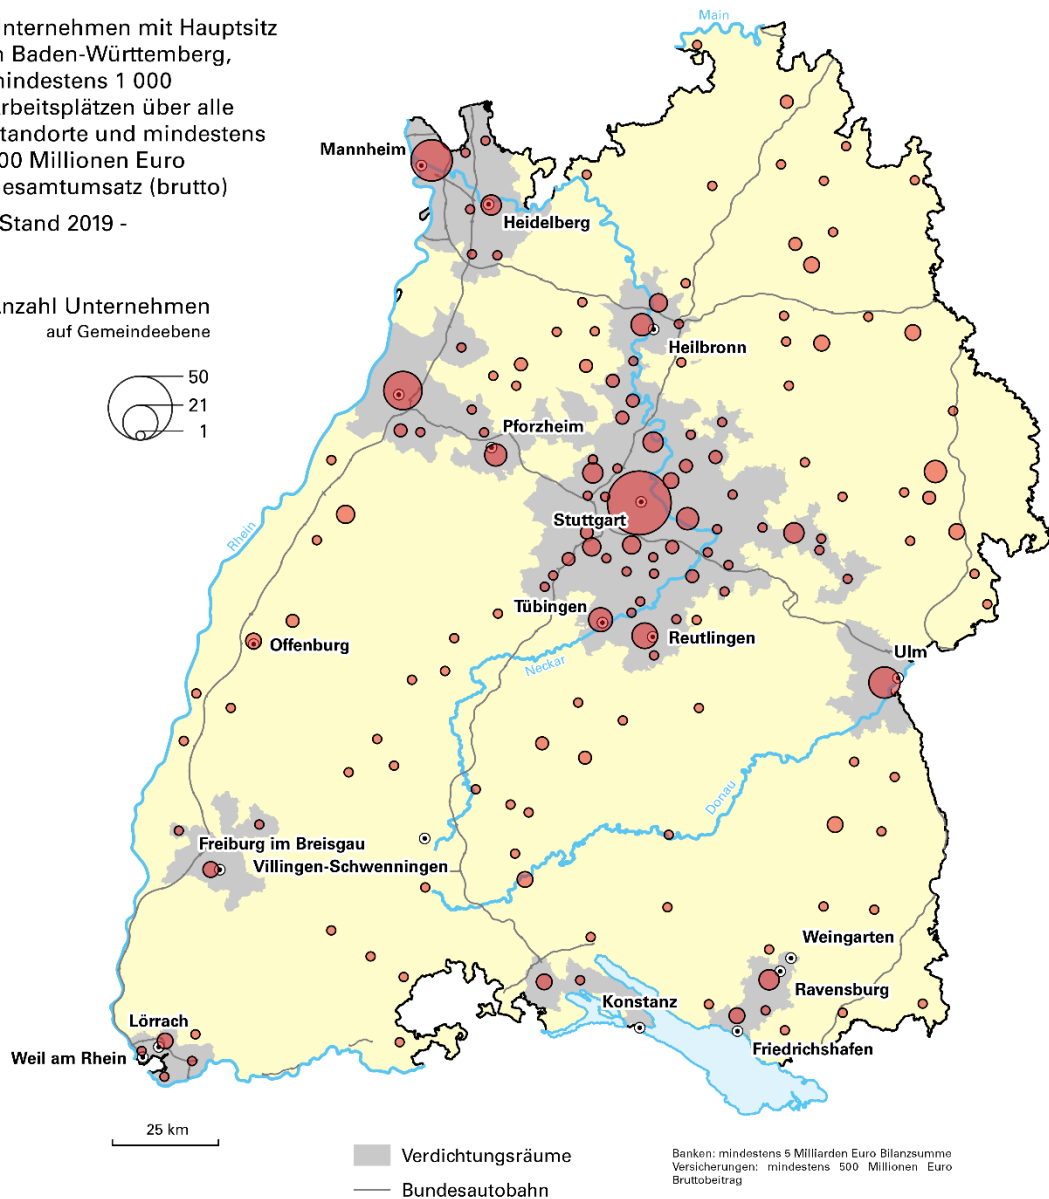 nternehmen mit Hauptsitz
n Baden-Württemberg,
nindestens 1 000
rbeitsplätzen über alle
tandorte und mindestens
00 Millionen Euro
esamtumsatz (brutto)
Stand 2019 -
nzahl Unternehmen
auf Gemeindeebene
50
21
1
Main
Mannheim
Heidelberg
Heilbronn
Pforzheim
Rhein
Stuttgart
Tübingen
Reutlingen
Offenburg
Neckar
Ulm
Donau
Freiburg im Breisgau
Villingen-Schwenningen
Weingarten
Ravensburg
Konstanz
Friedrichshafen
Lörrach
Weil am Rhein
25 km
Verdichtungsräume
Bundesautobahn
Banken: mindestens 5 Milliarden Euro Bilanzsumme
Versicherungen: mindestens 500 Millionen Euro
Bruttobeitrag